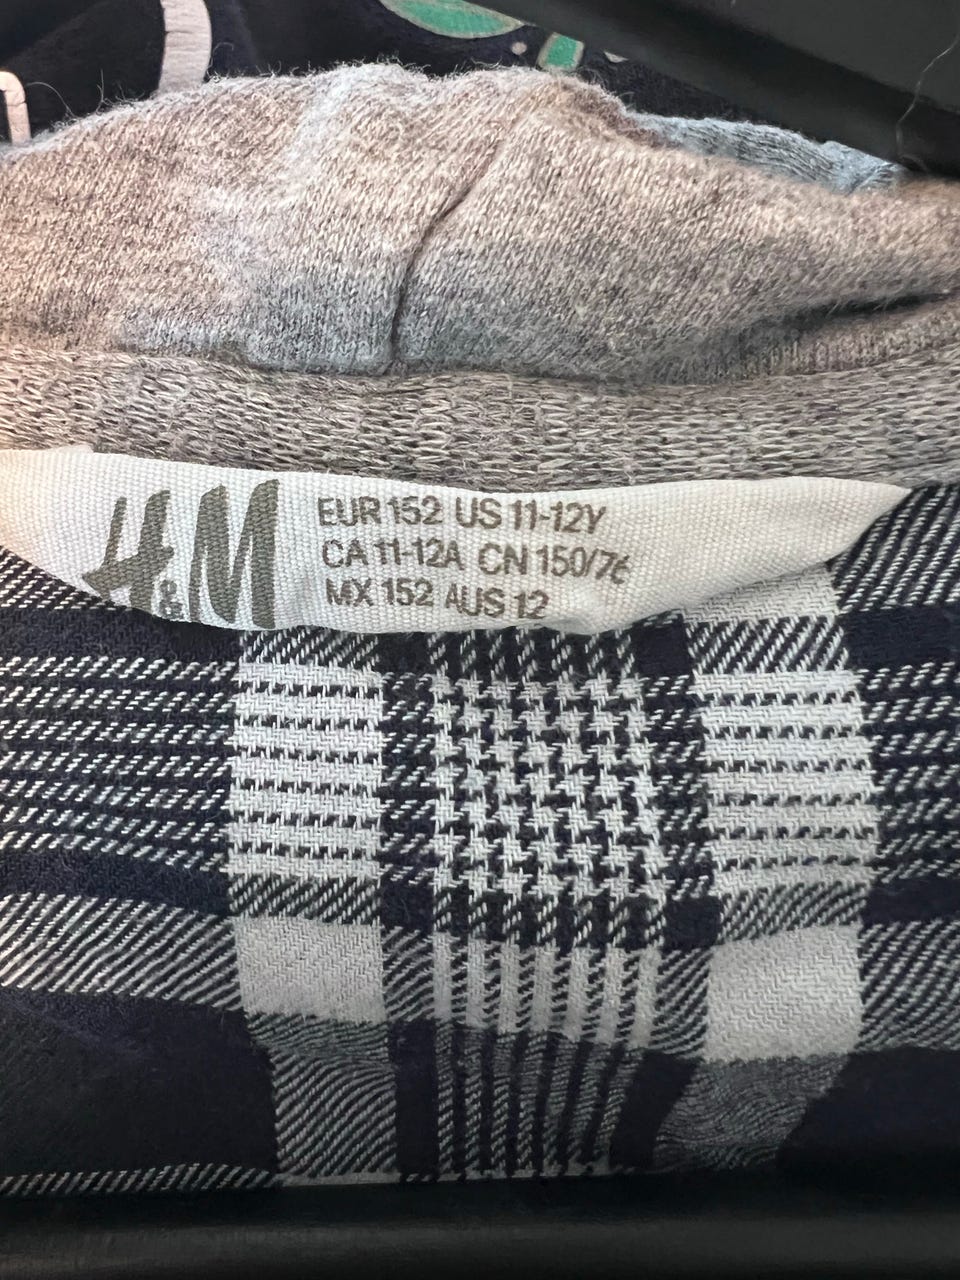 H&M
EUR 152 US 11-12Y
CA 11-12A CN 150/76
MX 152 AUS 12